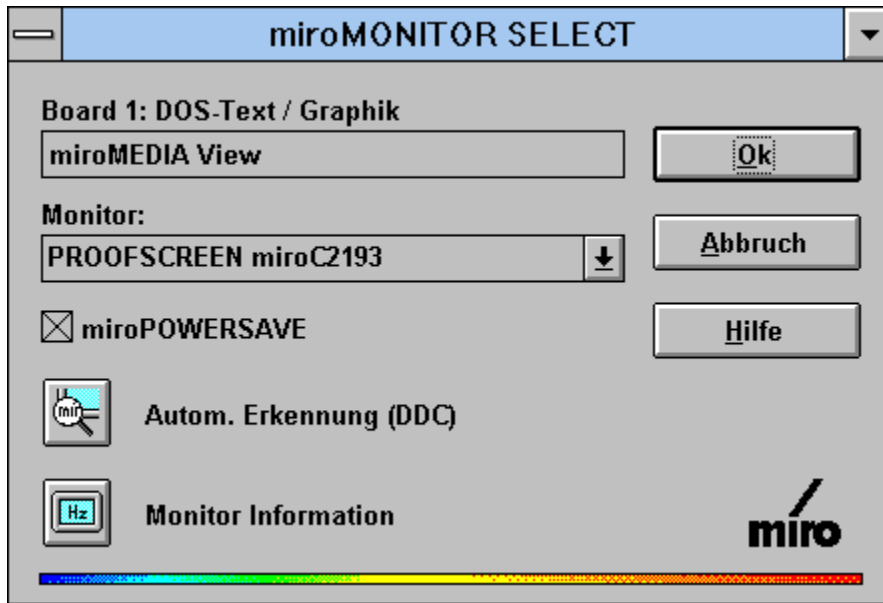 miroMONITOR SELECT
Board 1: DOS-Text / Graphik
miroMEDIA View
Ok
Monitor:
PROOFSCREEN miroC2193
Abbruch
miroPOWERSAVE
Hilfe
mir
Autom. Erkennung (DDC)
Hz
Monitor Information
miro